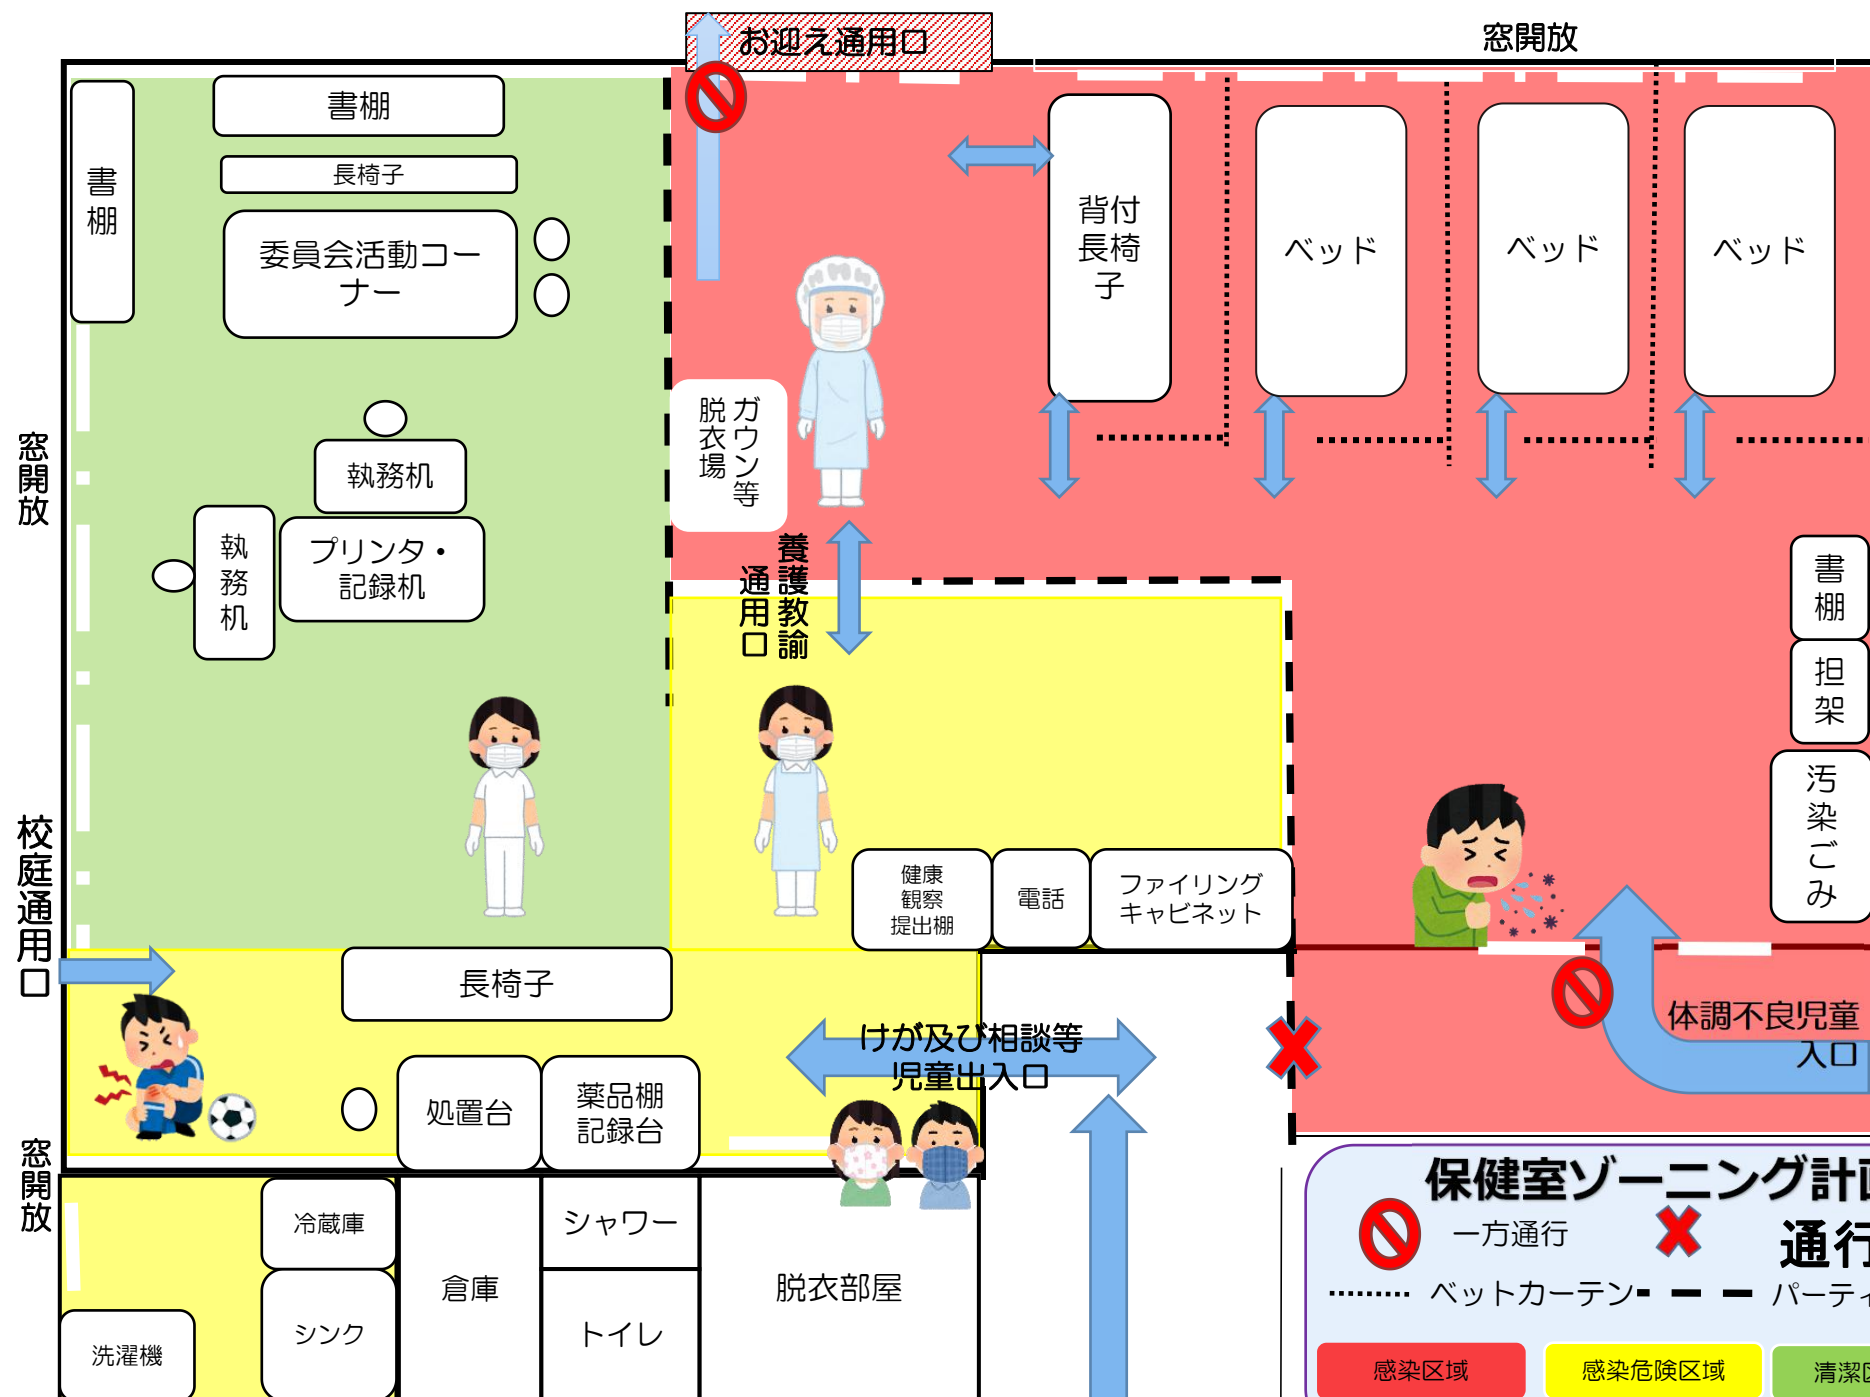 お迎え通用口
窓開放
書棚
書
棚
長椅子
委員会活動コー
ナー
背付
長椅
子
ベッド
ベッド
ベッド
ガウン等
脱衣場
窓開放
執務机
執
務
机
プリンタ・
記録机
養護教諭
通用口
書
棚
担
架
汚
染
ご
み
健康
観察
提出棚
電話
ファイリング
キャビネット
校庭通用口
長椅子
けが及び相談等
児童出入口
体調不良児童
入口
処置台
薬品棚
記録台
窓開放
冷蔵庫
シンク
洗濯機
倉庫
シャワー
トイレ
脱衣部屋
保健室ゾーニング計
一方通行
通行
ベットカーテン
パーティ
感染区域
感染危険区域
清潔